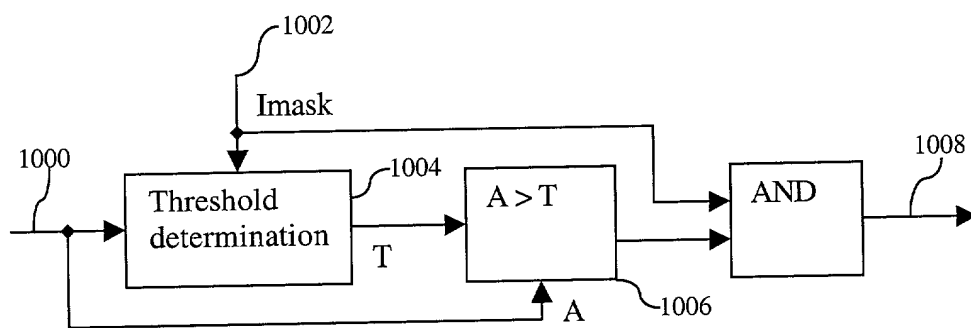 1002
Imask
1000
1004
1008
Threshold
determination
A > T
AND
T
A
1006